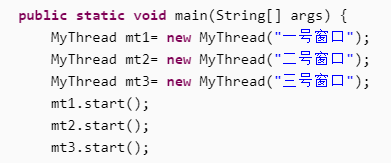 public static void main(String[] args) {
MyThread mt1= new MyThread("一号窗口");
MyThread mt2= new MyThread("二号窗口");
MyThread mt3= new MyThread("三号窗口");
mt1.start();
mt2.start();
mt3.start();